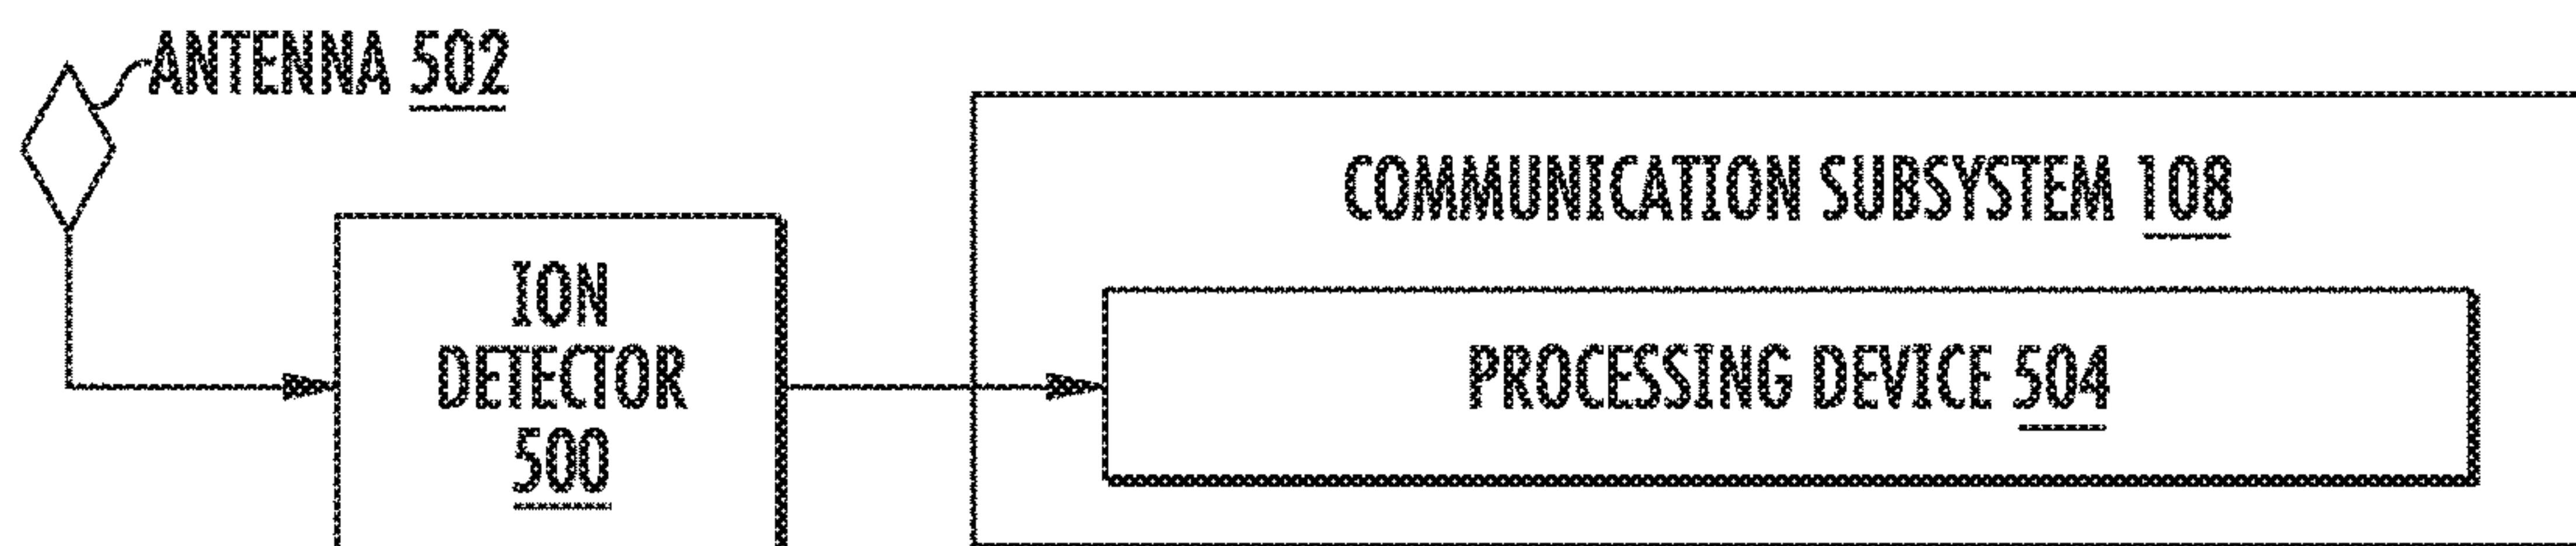 ANTENNA 502
COMMUNICATION SUBSYSTEM 108
ION
DETECTOR
500
PROCESSING DEVICE 504